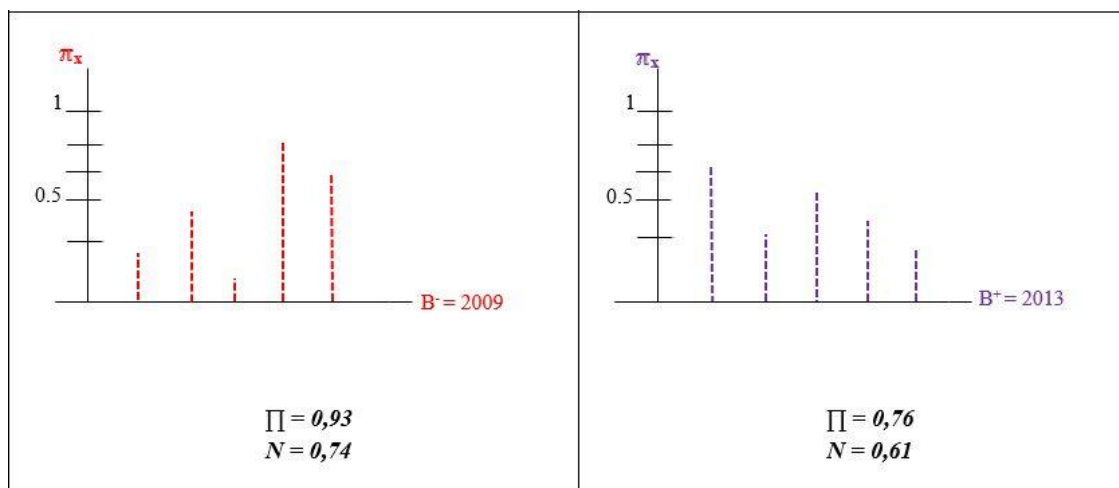 πx
1
0.5
B- = 2009
∏ = 0,93
N = 0,74
πx
1
0.5
B+ = 2013
∏ = 0,76
N = 0,61